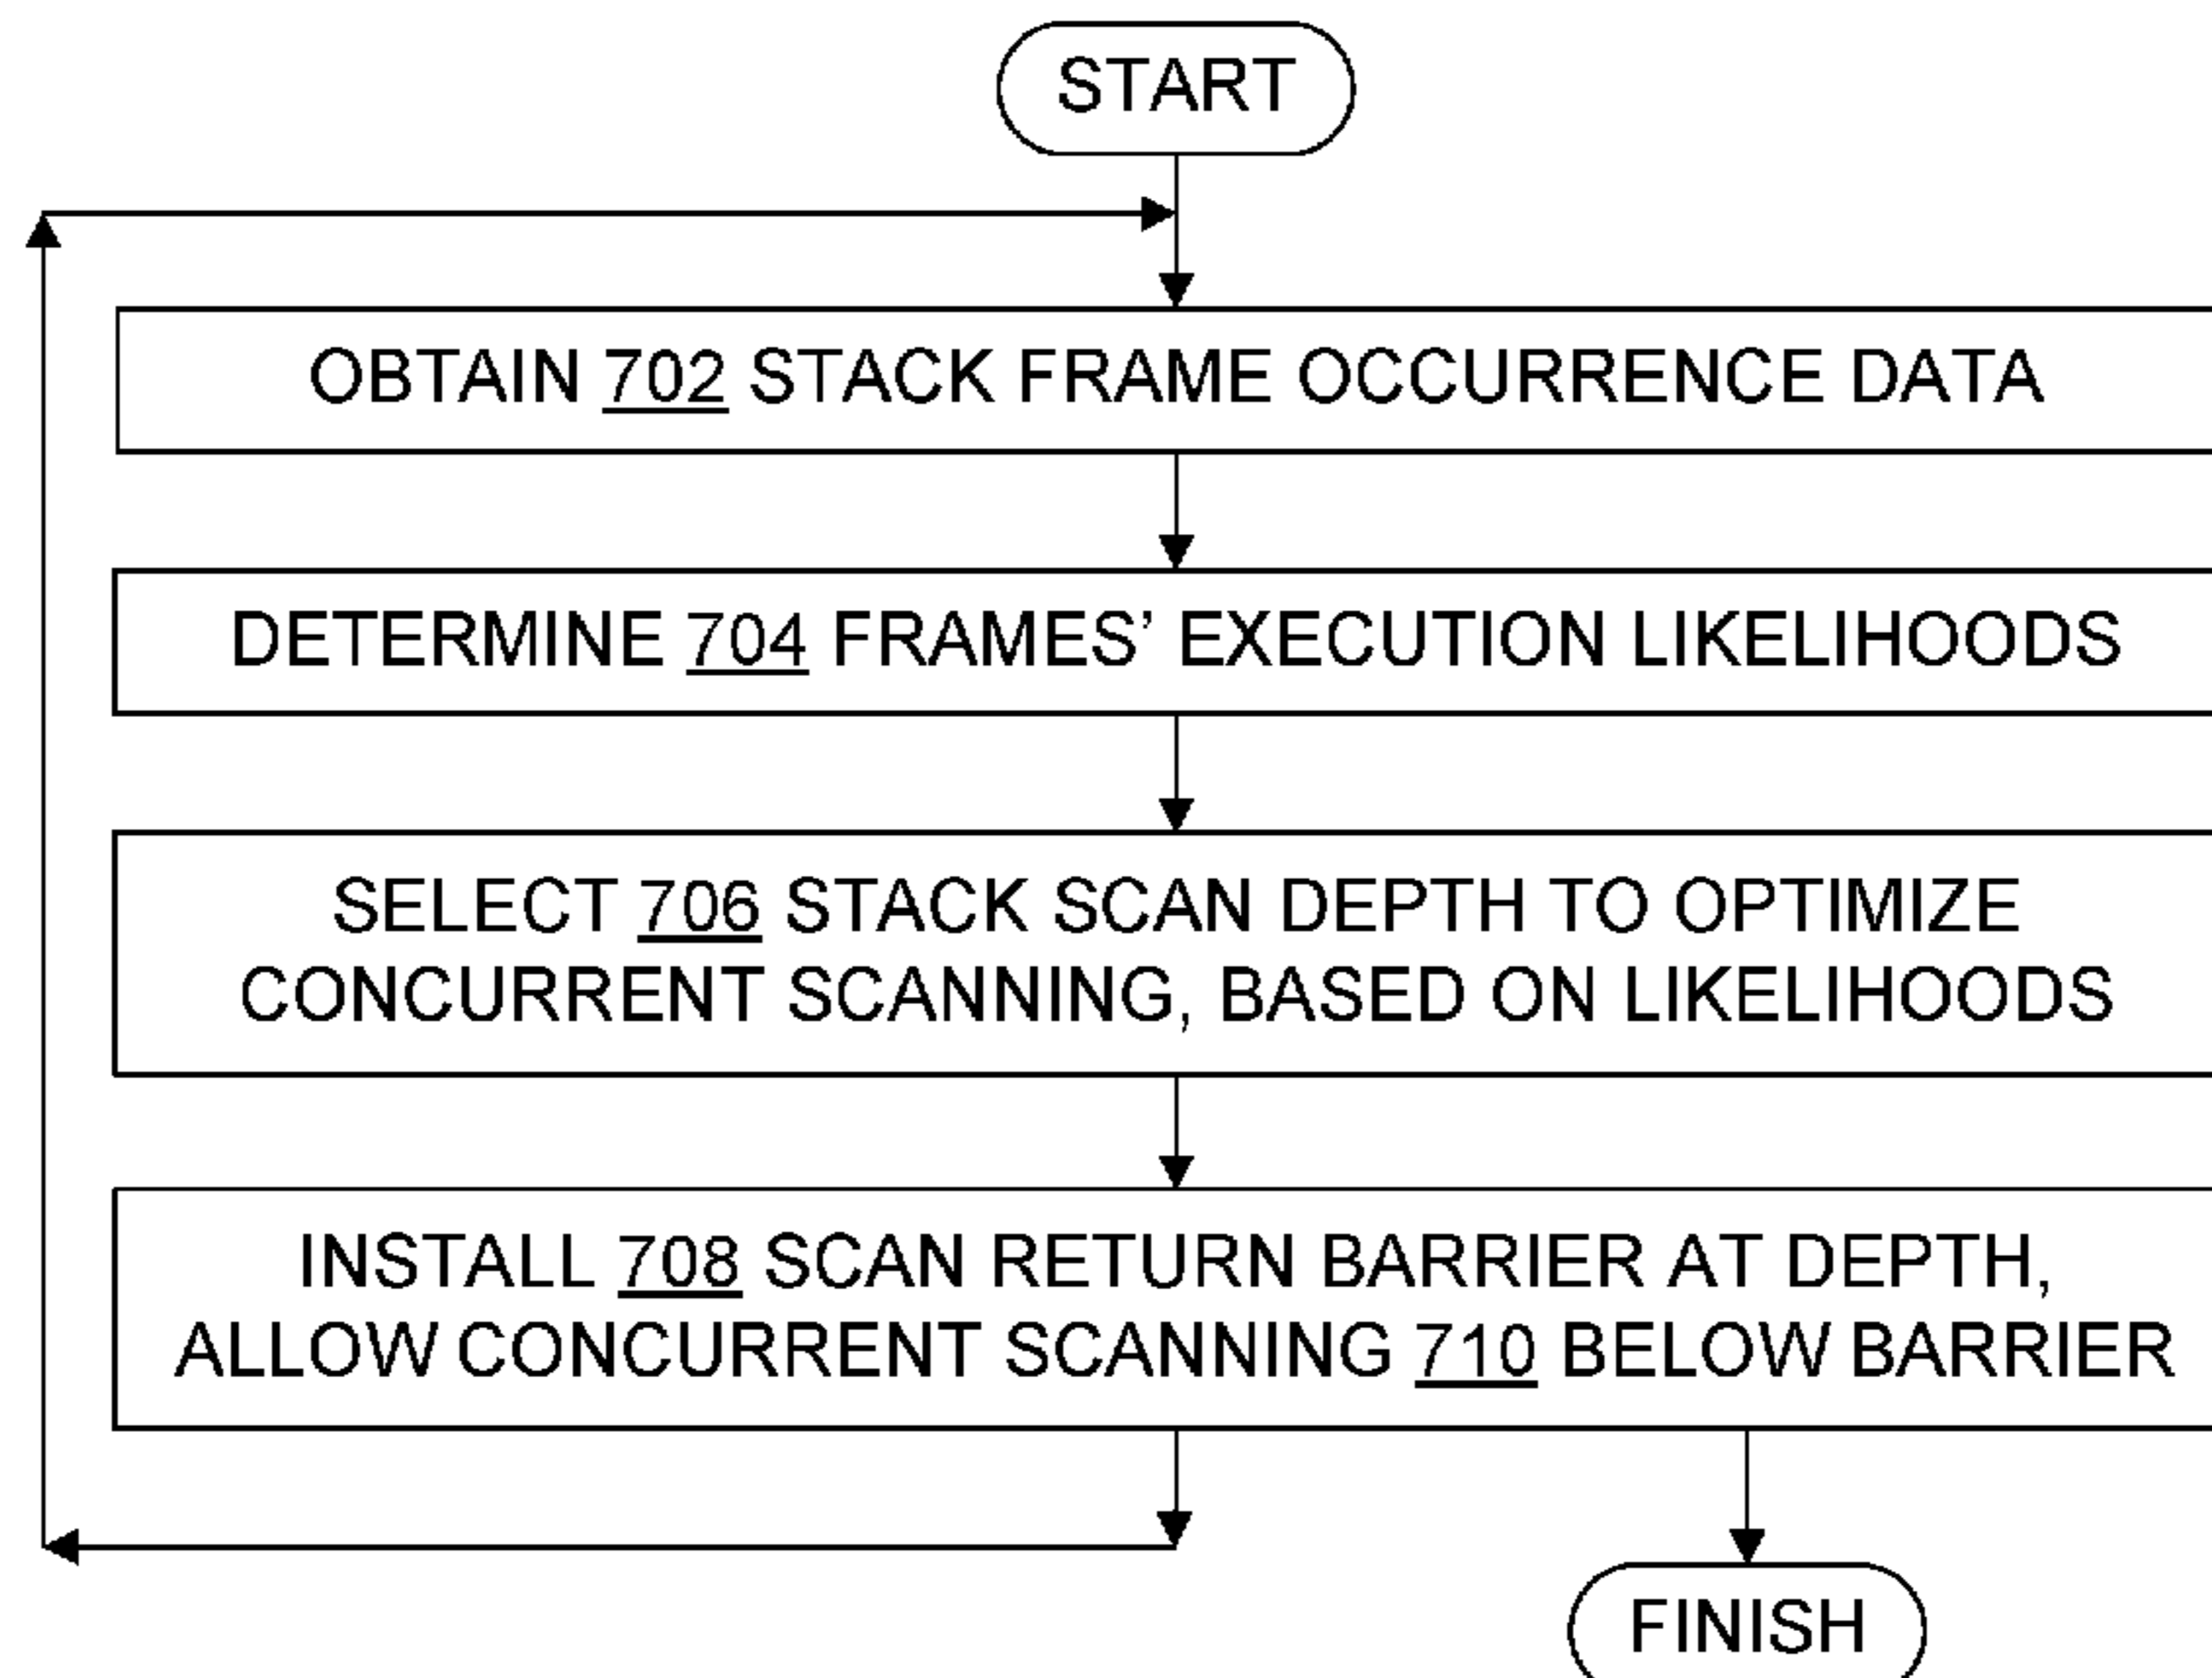 START
OBTAIN 702 STACK FRAME OCCURRENCE DATA
DETERMINE 704 FRAMES’ EXECUTION LIKELIHOODS
SELECT 706 STACK SCAN DEPTH TO OPTIMIZE
CONCURRENT SCANNING, BASED ON LIKELIHOODS
INSTALL 708 SCAN RETURN BARRIER AT DEPTH,
ALLOW CONCURRENT SCANNING 710 BELOW BARRIER
FINISH